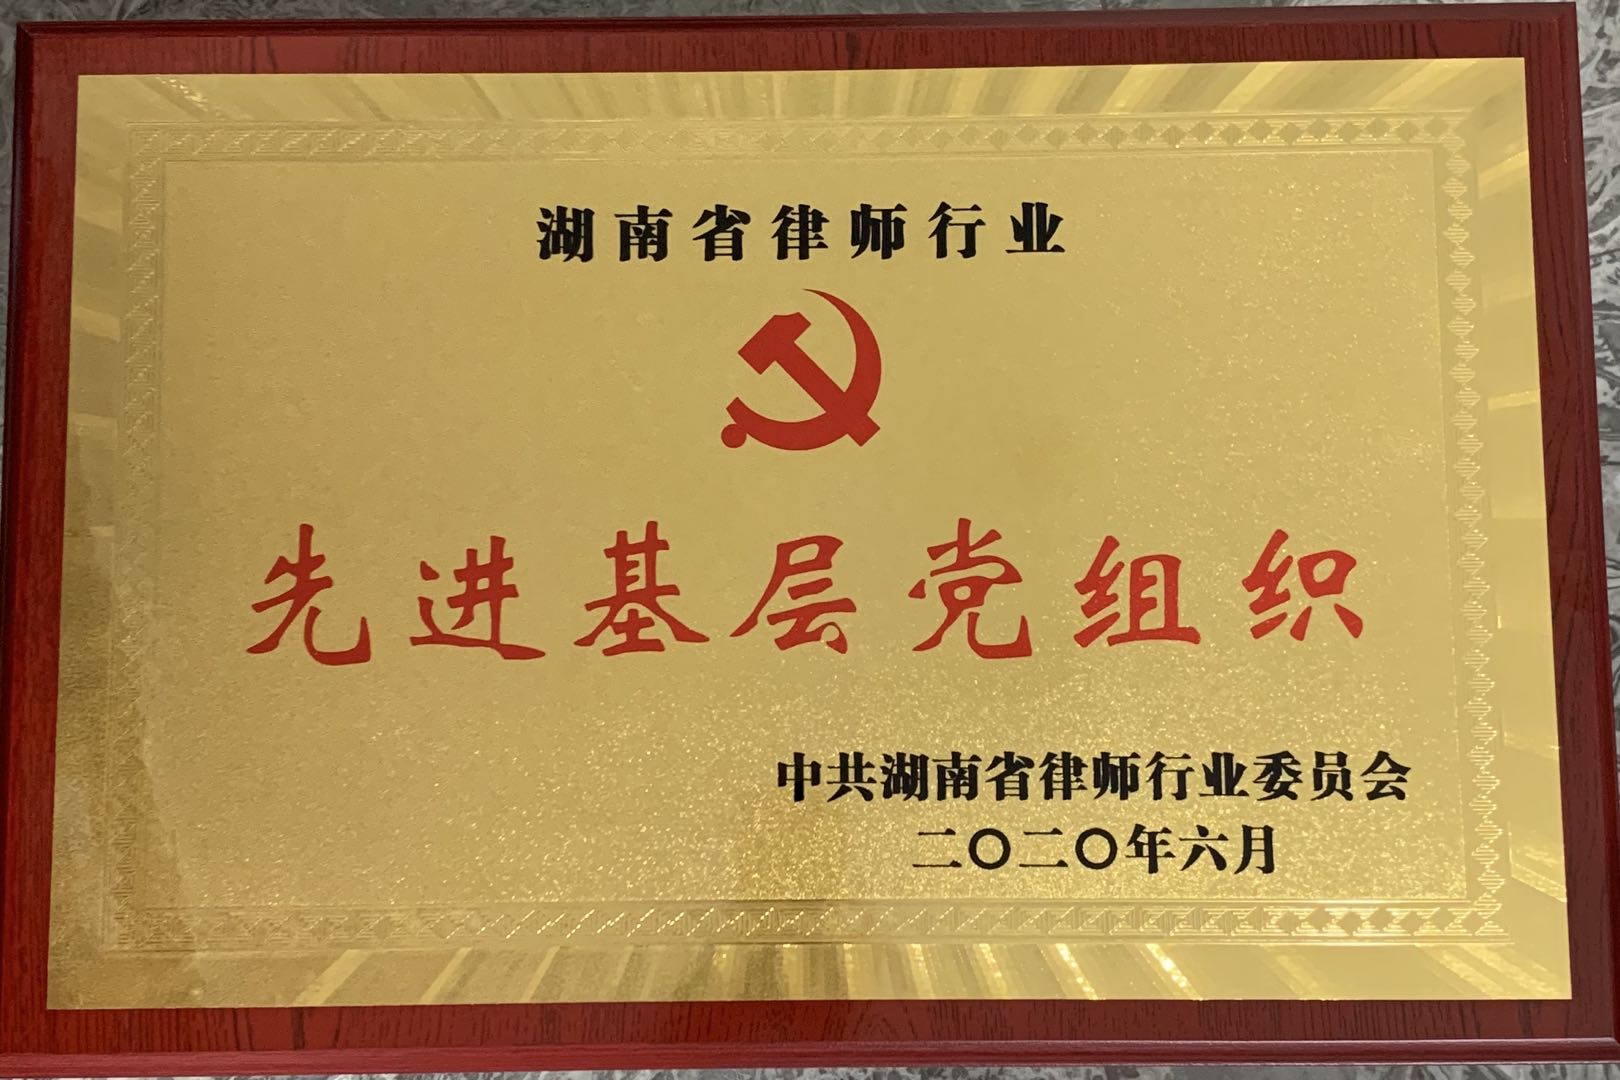 湖南省律师行业
先进基层党组织
中共湖南省律师行业委员会
二〇二〇年六月